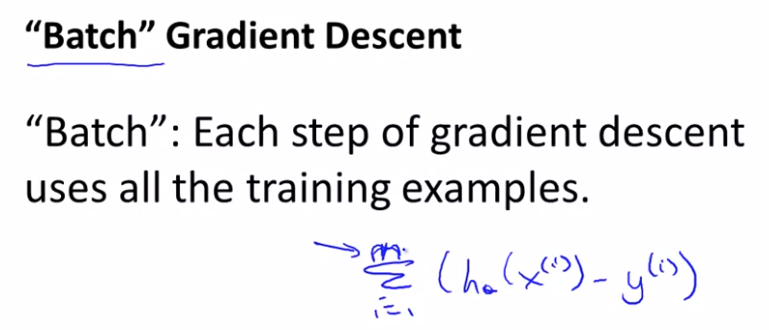 “Batch” Gradient Descent
“Batch”: Each step of gradient descent
uses all the training examples.
→ m Σ i=1 (hθ(x⁽ⁱ⁾) - y⁽ⁱ⁾)